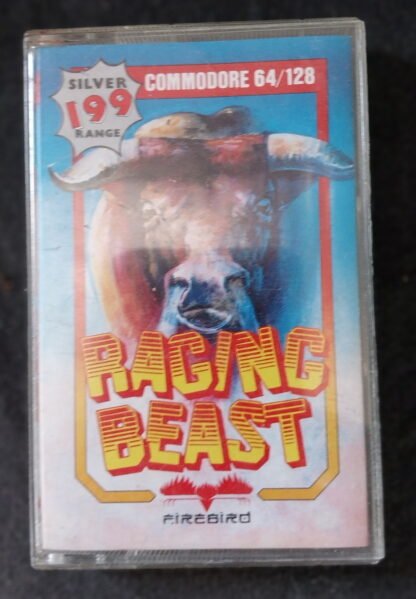 SILVER
199
RANGE
COMMODORE 64/128
RAGING
BEAST
FIREBIRD